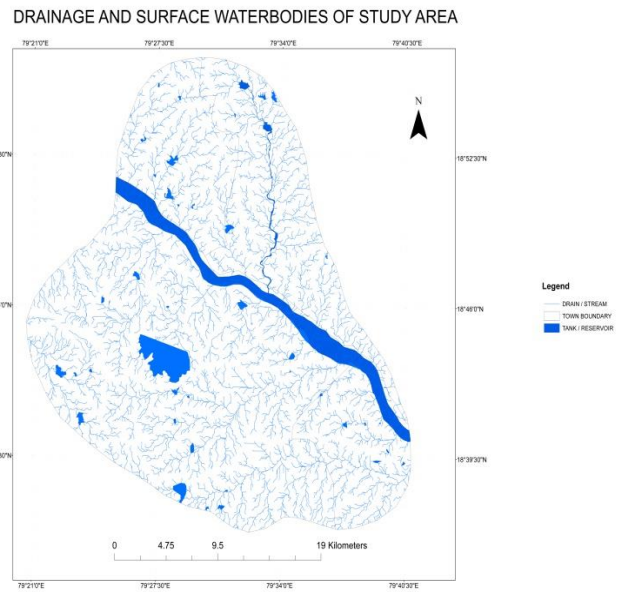 DRAINAGE AND SURFACE WATERBODIES OF STUDY AREA
79°21'0"E 79°27'30"E 79°34'0"E 79°40'30"E
N
18°52'30"N
18°46'0"N
18°39'30"N
Legend
DRAIN / STREAM
TOWN BOUNDARY
TANK / RESERVOIR
0 4.75 9.5 19 Kilometers
79°21'0"E 79°27'30"E 79°34'0"E 79°40'30"E